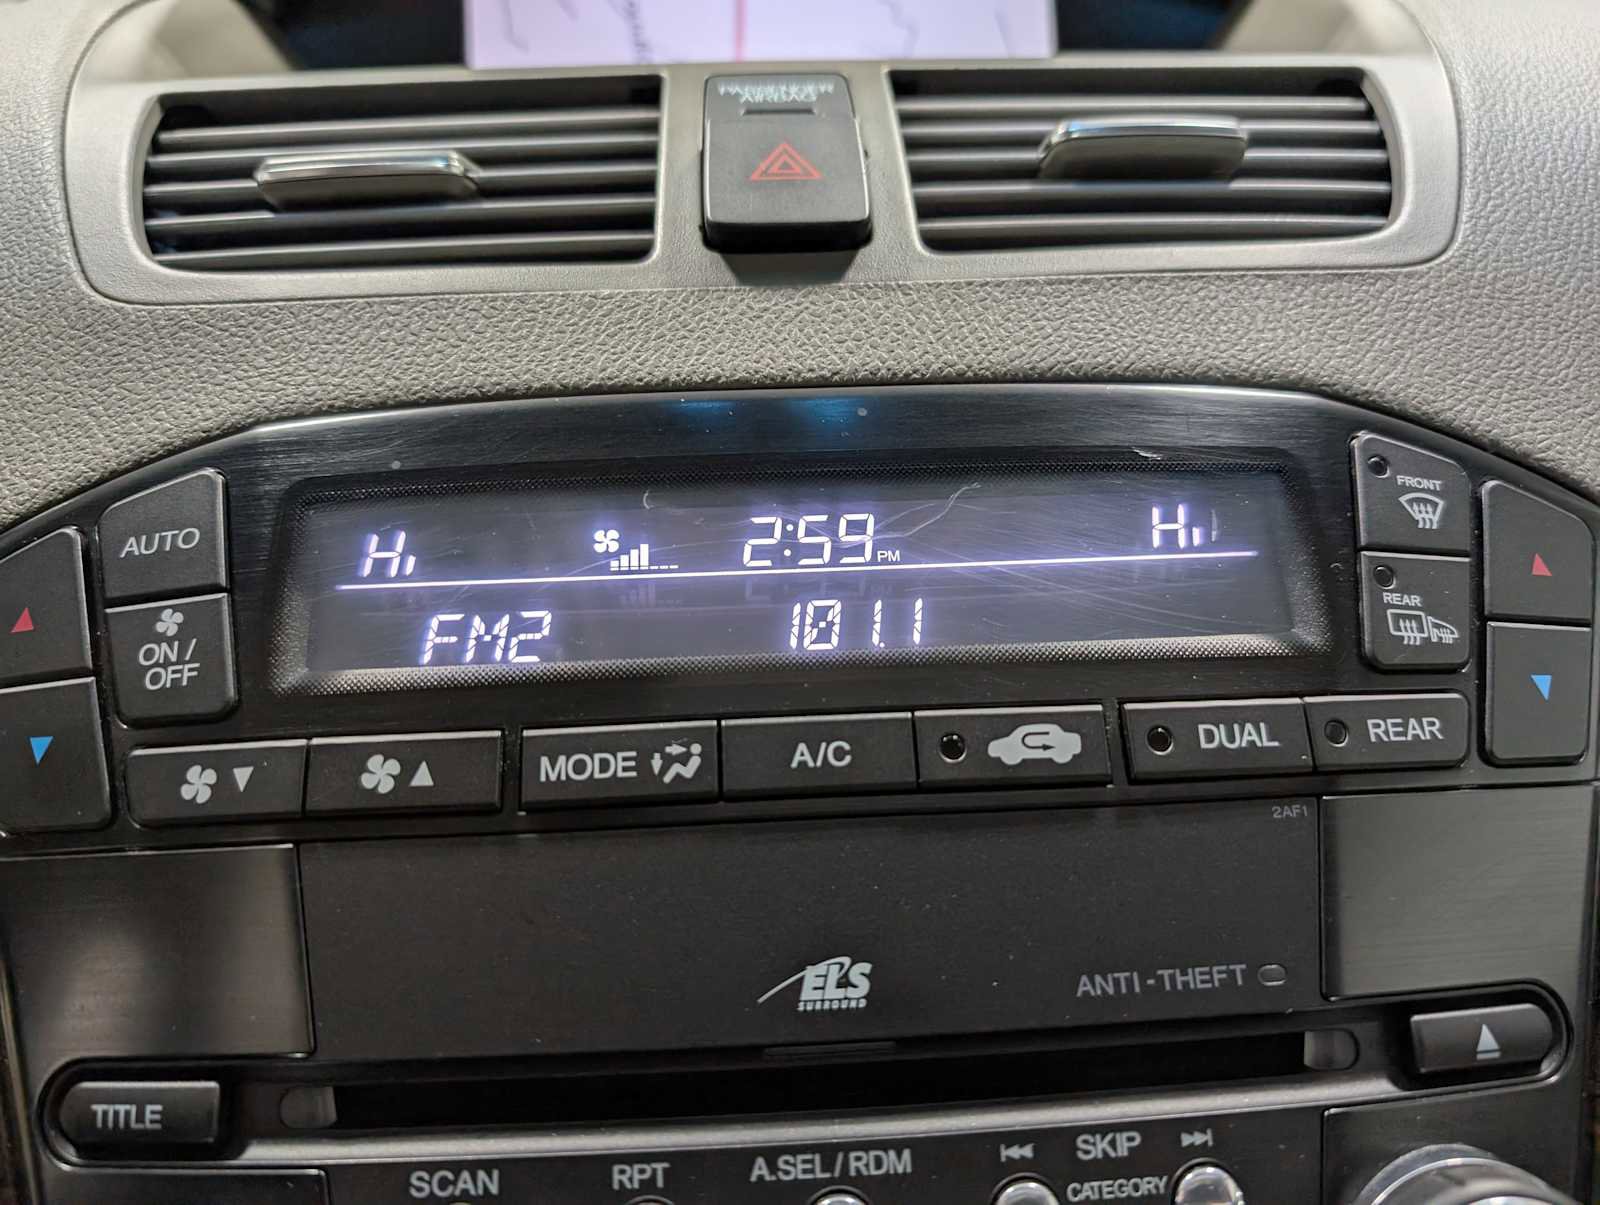 PASSENGER
AIRBAG
FRONT
AUTO
Hi 2:59 PM Hi
REAR
ON /
OFF
FM2 101.1
MODE A/C DUAL REAR
2AF1
ELS
SURROUND
ANTI-THEFT
TITLE
SCAN RPT A.SEL/RDM SKIP
CATEGORY